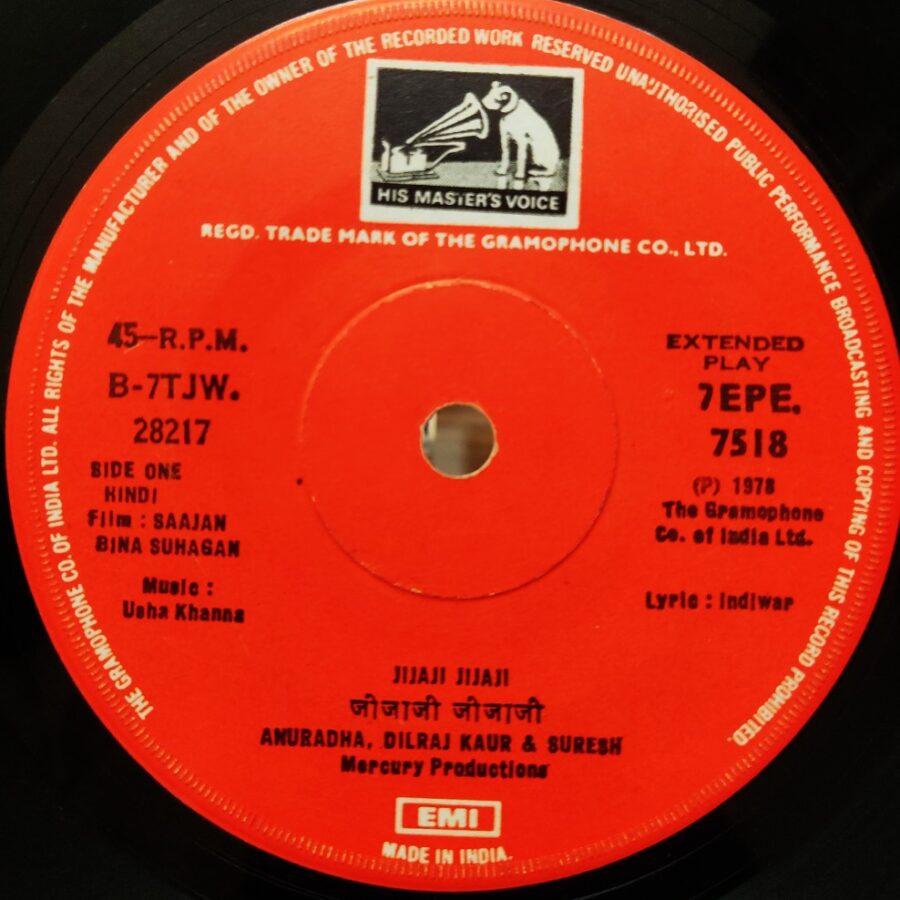 THE GRAMOPHONE CO. OF INDIA LTD. ALL RIGHTS OF THE MANUFACTURER AND OF THE OWNER OF THE RECORDED WORK RESERVED UNAUTHORISED PUBLIC PERFORMANCE BROADCASTING AND COPYING OF THIS RECORD PROHIBITED.
HIS MASTER'S VOICE
REGD. TRADE MARK OF THE GRAMOPHONE CO., LTD.
45-R.P.M.
B-7TJW.
28217
SIDE ONE
HINDI
Film : SAAJAN
BINA SUHAGAN
Music :
Usha Khanna
EXTENDED
PLAY
7EPE.
7518
(P) 1978
The Gramophone
Co. of India Ltd.
Lyric : Indiwar
JIJAJI JIJAJI
जीजाजी जीजाजी
ANURADHA, DILRAJ KAUR & SURESH
Mercury Productions
EMI
MADE IN INDIA.